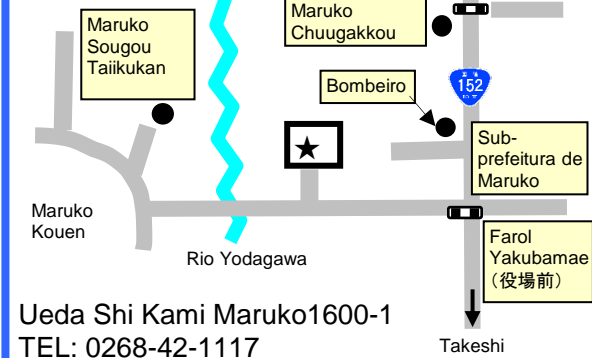 Maruko
Chuugakkou
Maruko
Sougou
Taiikukan
Bombeiro
152
Sub-
prefeitura de
Maruko
Maruko
Kouen
Rio Yodagawa
Farol
Yakubamae
(役場前)
Ueda Shi Kami Maruko1600-1
TEL: 0268-42-1117
Takeshi